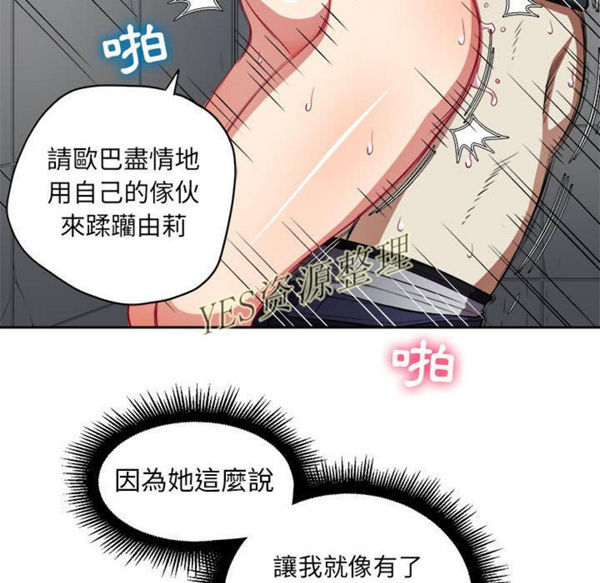 啪
請歐巴盡情地
用自己的傢伙
來蹂躪由莉
YES资源整理
啪
因為她這麼說
讓我就像有了